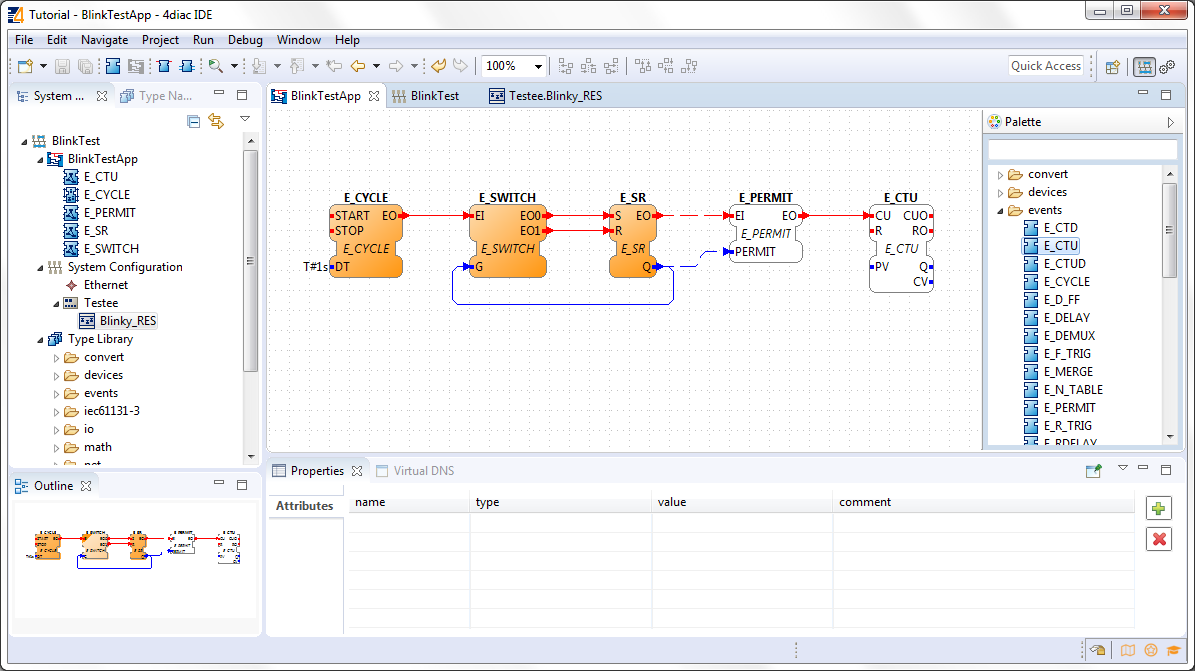 Tutorial - BlinkTestApp - 4diac IDE
File Edit Navigate Project Run Debug Window Help
100%
Quick Access
System ...
Type Na...
BlinkTest
BlinkTestApp
E_CTU
E_CYCLE
E_PERMIT
E_SR
E_SWITCH
System Configuration
Ethernet
Testee
Blinky_RES
Type Library
convert
devices
events
iec61131-3
io
math
net
BlinkTestApp
BlinkTest
Testee.Blinky_RES
E_CYCLE
START EO
STOP
E_CYCLE
T#1s DT
E_SWITCH
EI EO0
EO1
E_SWITCH
G
E_SR
S EO
R
E_SR
Q
E_PERMIT
EI EO
E_PERMIT
PERMIT
E_CTU
CU CUO
R RO
E_CTU
PV Q
CV
Palette
convert
devices
events
E_CTD
E_CTU
E_CTUD
E_CYCLE
E_D_FF
E_DELAY
E_DEMUX
E_F_TRIG
E_MERGE
E_N_TABLE
E_PERMIT
E_R_TRIG
E_RDELAY
Outline
Properties
Virtual DNS
Attributes
name type value comment